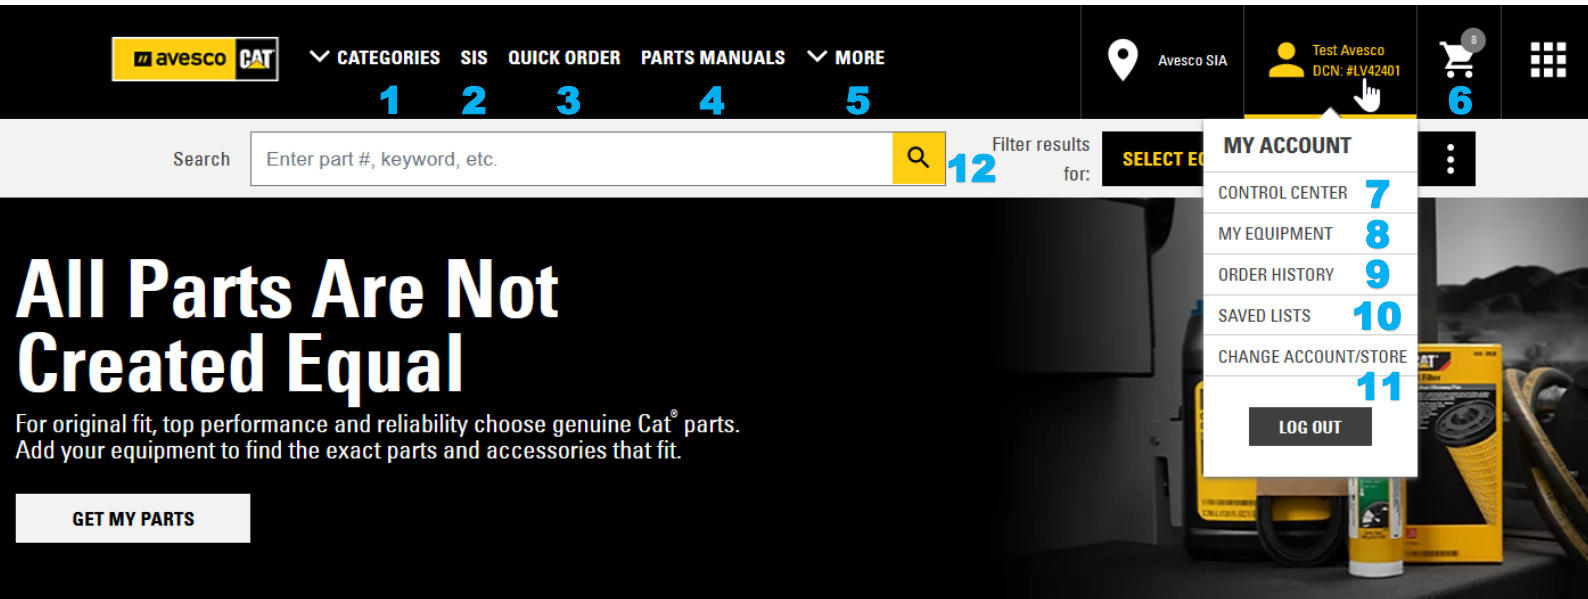 avesco CAT
CATEGORIES SIS QUICK ORDER PARTS MANUALS MORE
1 2 3 4 5
Avesco SIA
Test Avesco
DCN: #LV42401
8
6
Search
Enter part #, keyword, etc.
12
Filter results
for:
SELECT EQ
MY ACCOUNT
CONTROL CENTER 7
MY EQUIPMENT 8
ORDER HISTORY 9
SAVED LISTS 10
CHANGE ACCOUNT/STORE
11
LOG OUT
All Parts Are Not
Created Equal
For original fit, top performance and reliability choose genuine Cat® parts.
Add your equipment to find the exact parts and accessories that fit.
GET MY PARTS
Filter